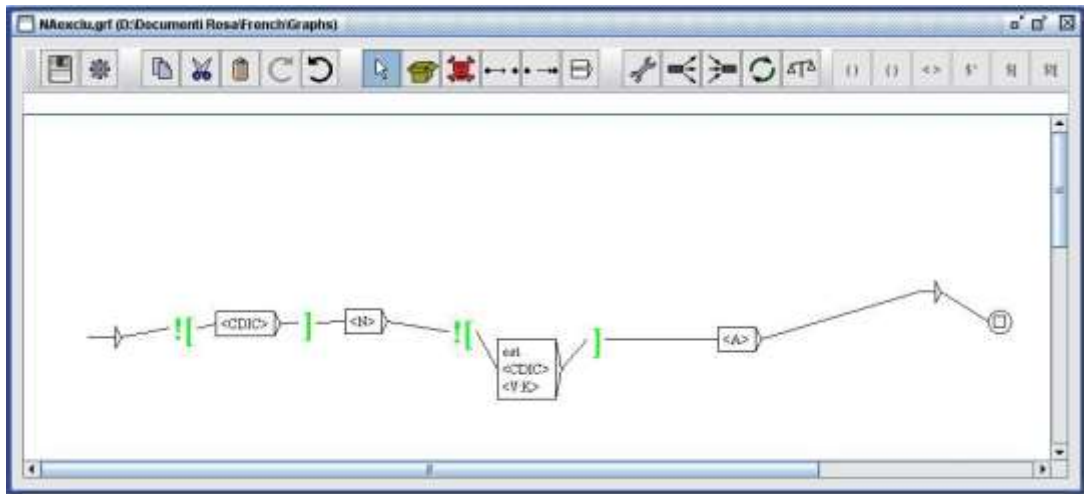 NAexclu.grf (D:\Documenti Rosa\French\Graphs)
![ <CDIC> ] <N> ![ ] <A>
est
<CDIC>
<V:K>